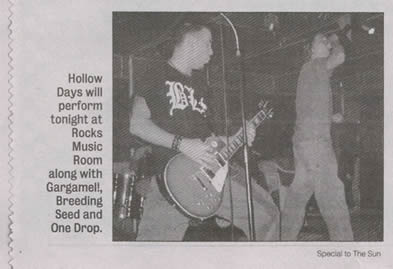 Hollow
Days will
perform
tonight at
Rocks
Music
Room
along with
Gargamel!,
Breeding
Seed and
One Drop.
Special to The Sun